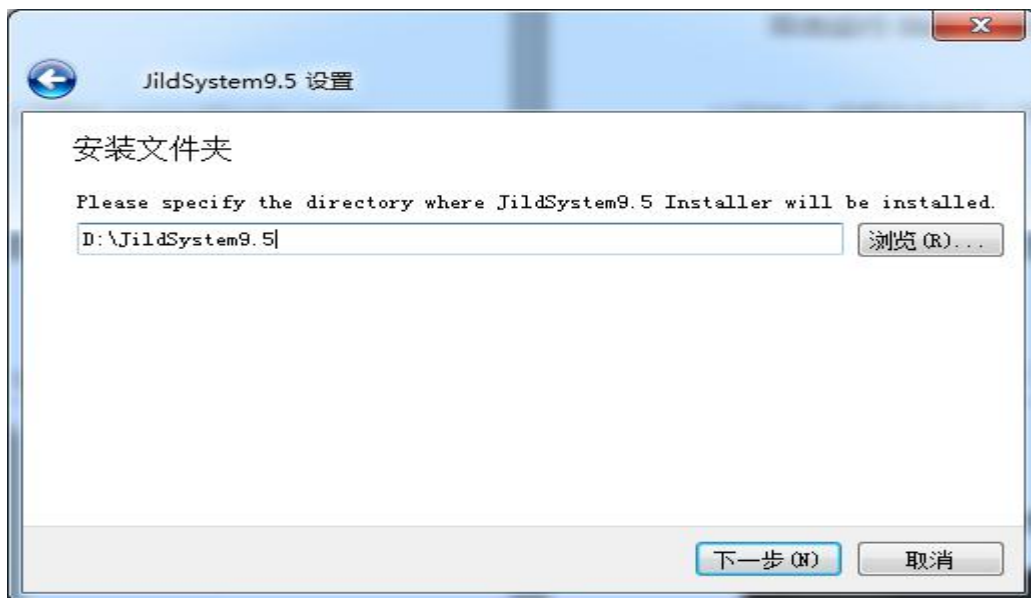 JildSystem9.5 设置
安装文件夹
Please specify the directory where JildSystem9.5 Installer will be installed.
D:\JildSystem9.5
浏览(R)...
下一步(N)
取消